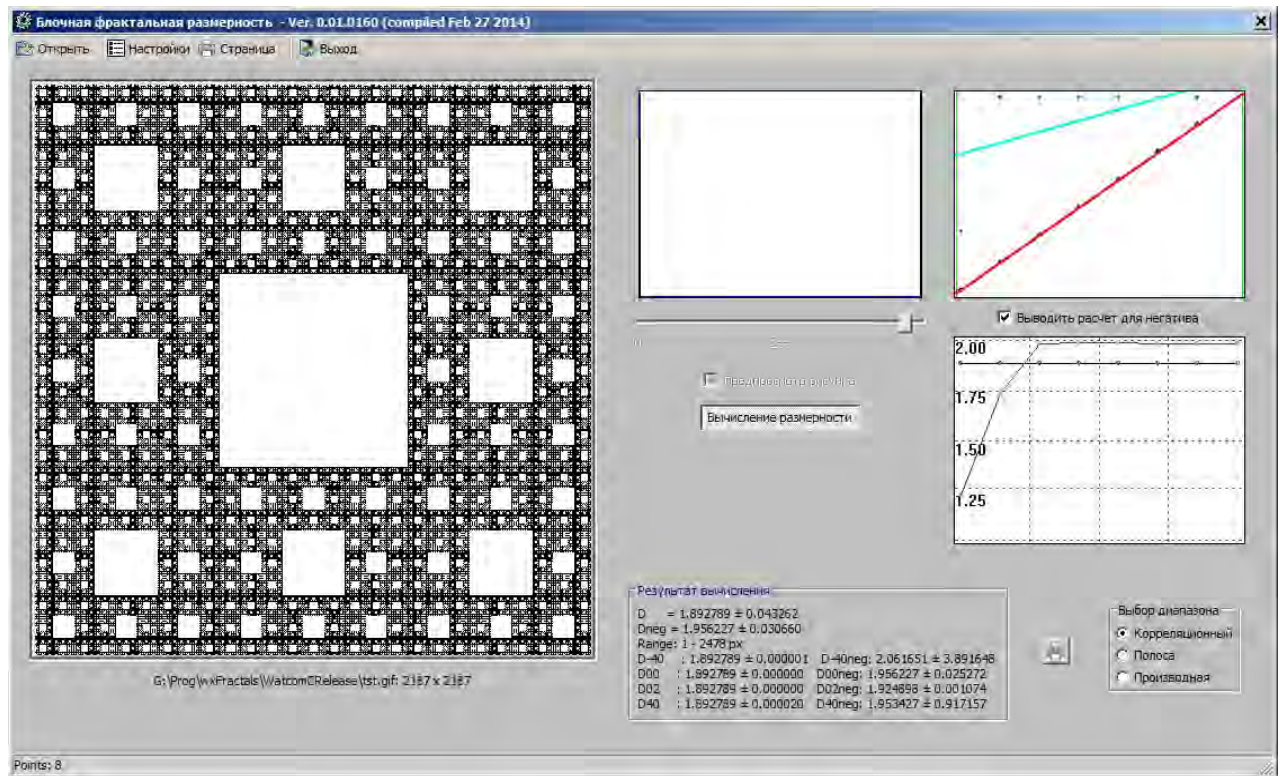 Блочная фрактальная размерность - Ver. 0.01.0160 (compiled Feb 27 2014)
Открыть Настройки Страница Выход
Выводить расчет для негатива
2.00
1.75
1.50
1.25
Вычисление размерности
Результат вычисления:
D = 1.892789 ± 0.043262
Dneg = 1.956227 ± 0.030660
Range: 1 - 2478 px
D-40 : 1.892789 ± 0.000001 D-40neg: 2.061651 ± 3.891648
D00 : 1.892789 ± 0.000000 D00neg: 1.956227 ± 0.025272
D02 : 1.892789 ± 0.000000 D02neg: 1.924898 ± 0.001074
D40 : 1.892789 ± 0.000020 D40neg: 1.953427 ± 0.917157
Выбор диапазона
Корреляционный
Полоса
Производная
G:\Prog\wxFractals\WatcomCRelease\tst.gif: 2187 x 2187
Points: 8